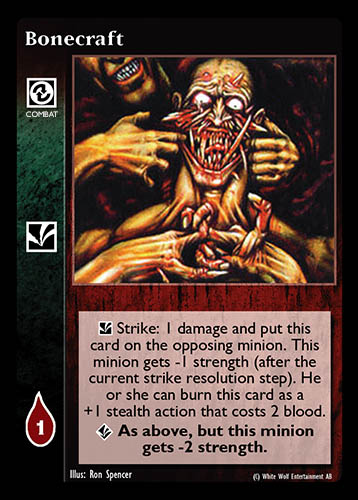 Bonecraft
COMBAT
Strike: 1 damage and put this
card on the opposing minion. This
minion gets -1 strength (after the
current strike resolution step). He
or she can burn this card as a
+1 stealth action that costs 2 blood.
As above, but this minion
gets -2 strength.
1
Illus: Ron Spencer
(C) White Wolf Entertainment AB